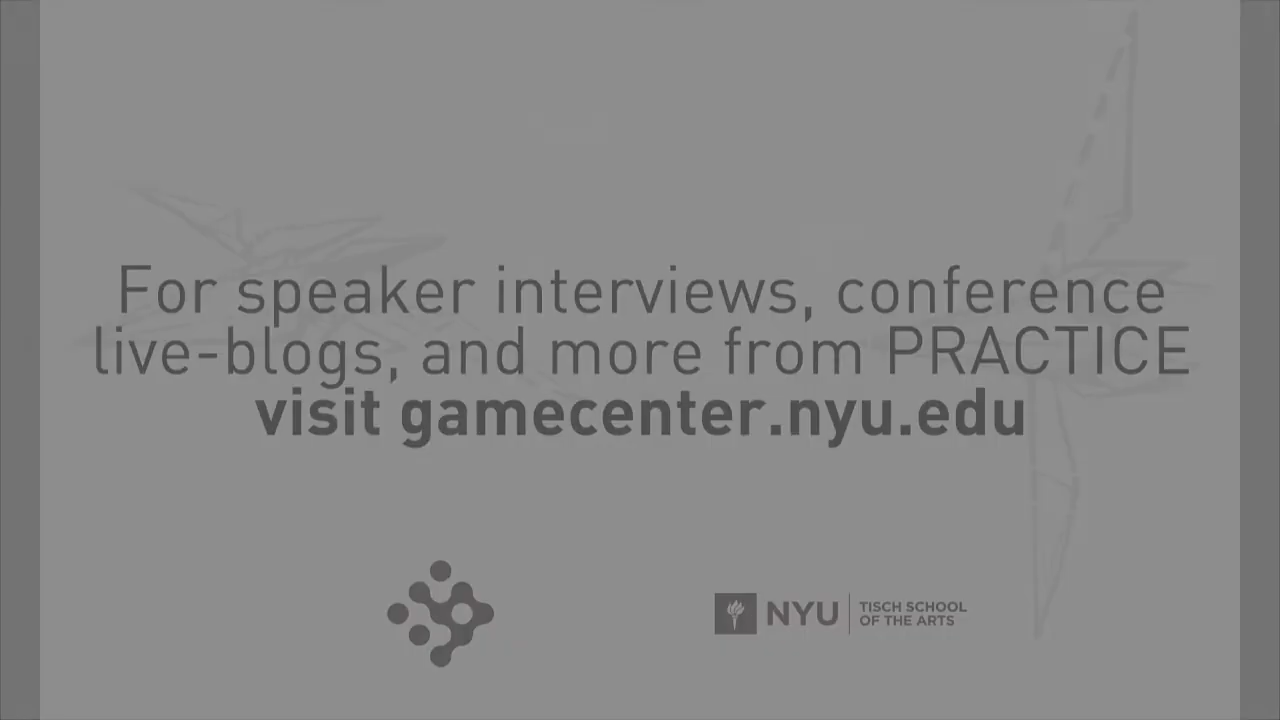 For speaker interviews, conference
live-blogs, and more from PRACTICE
visit gamecenter.nyu.edu
NYU
TISCH SCHOOL
OF THE ARTS